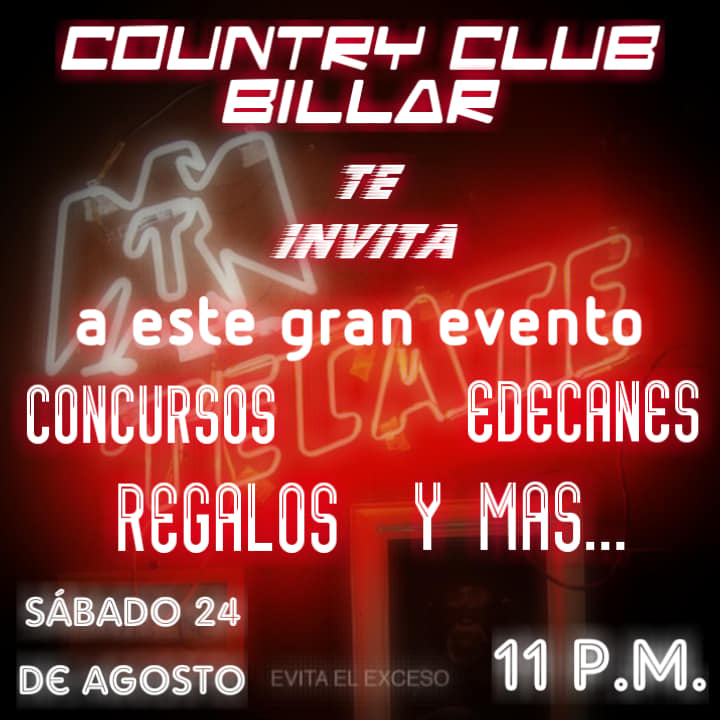 COUNTRY CLUB
BILLAR
TE
INVITA
a este gran evento
TECATE
CONCURSOS EDECANES
REGALOS Y MAS...
SÁBADO 24
DE AGOSTO
11 P.M.
EVITA EL EXCESO